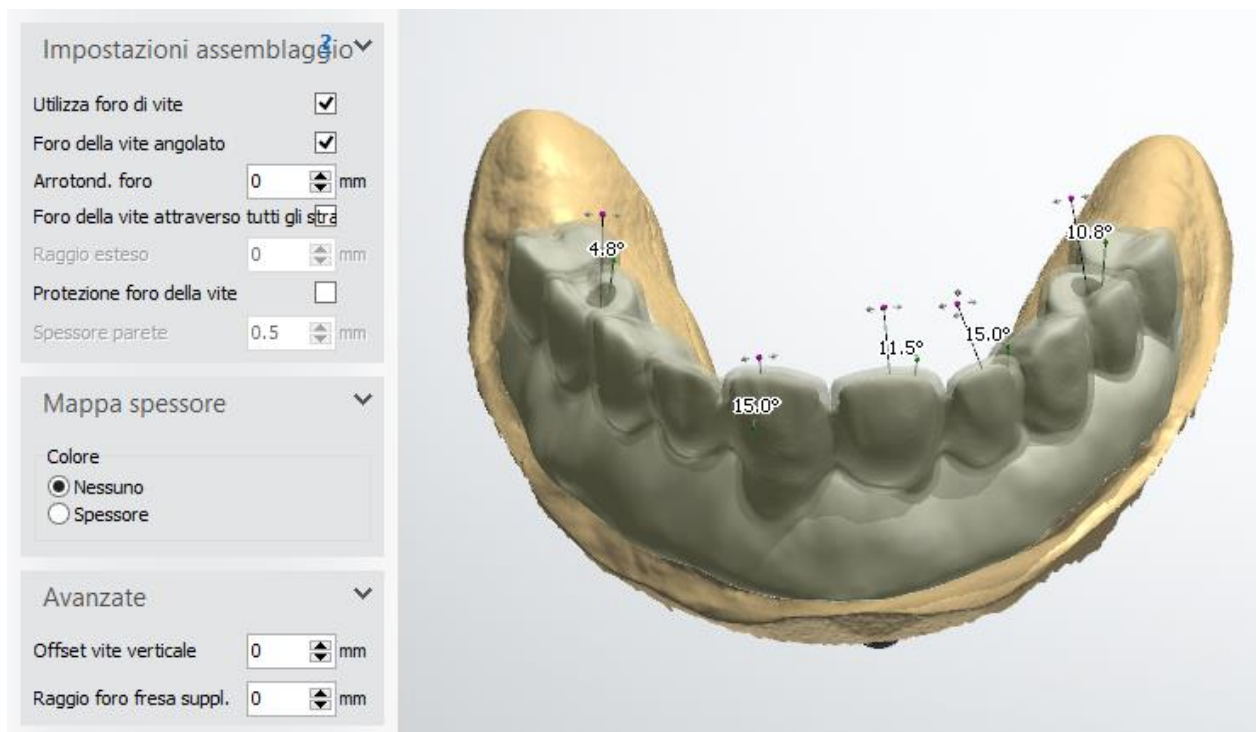 Impostazioni assemblaggio ?
Utilizza foro di vite
Foro della vite angolato
Arrotond. foro 0 mm
Foro della vite attraverso tutti gli stra
Raggio esteso 0 mm
Protezione foro della vite
Spessore parete 0.5 mm
Mappa spessore
Colore
Nessuno
Spessore
Avanzate
Offset vite verticale 0 mm
Raggio foro fresa suppl. 0 mm
4.8°
10.8°
11.5°
15.0°
15.0°